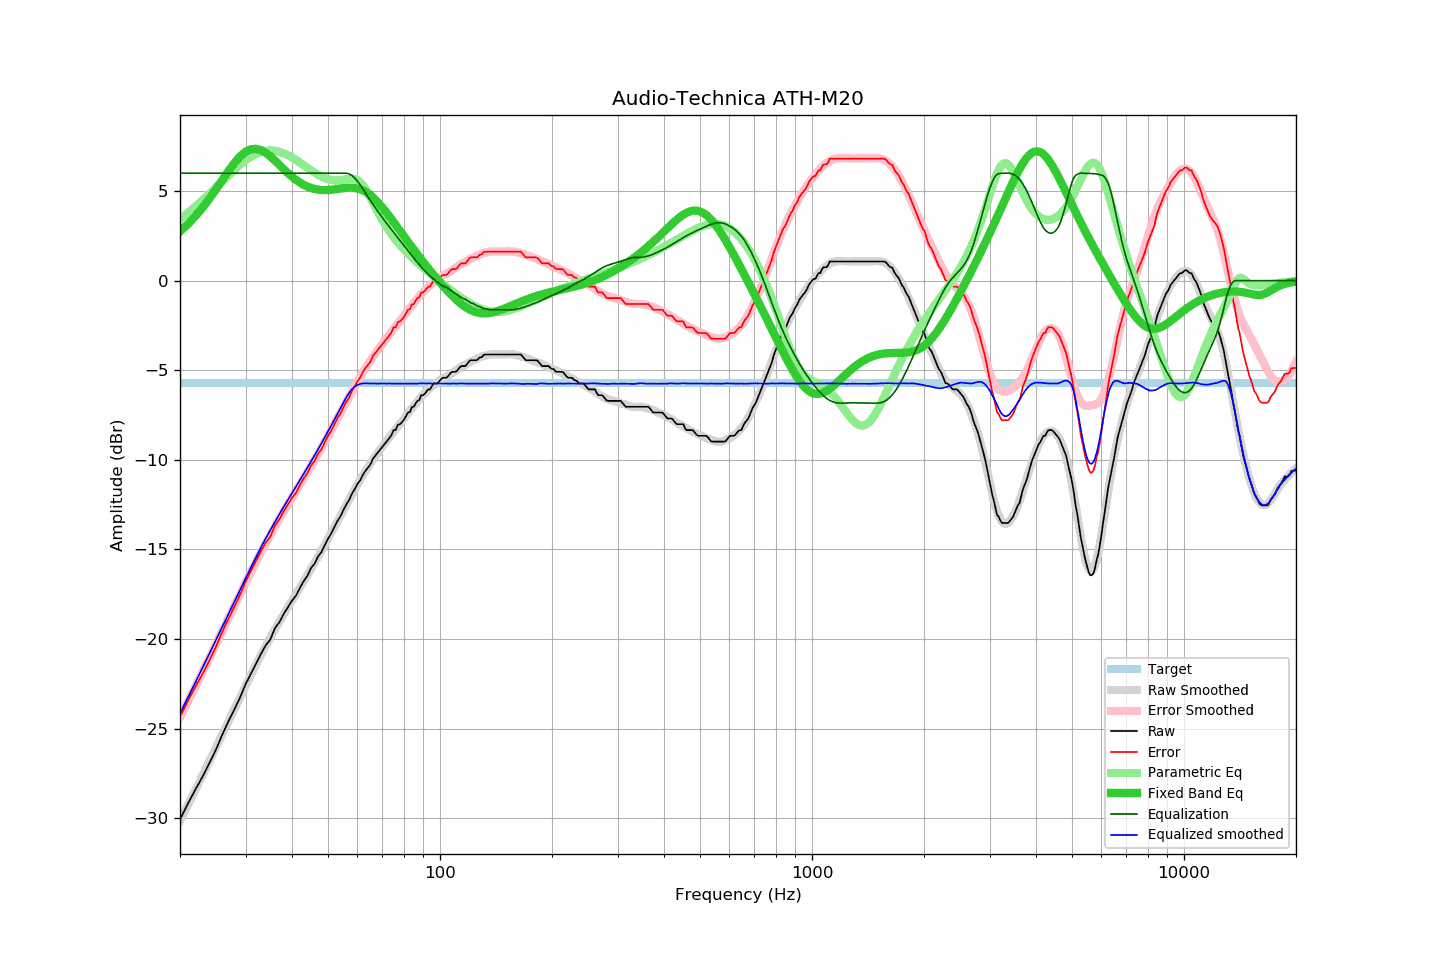 Audio-Technica ATH-M20
Amplitude (dBr)
5
0
−5
−10
−15
−20
−25
−30
100
1000
10000
Frequency (Hz)
Target
Raw Smoothed
Error Smoothed
Raw
Error
Parametric Eq
Fixed Band Eq
Equalization
Equalized smoothed